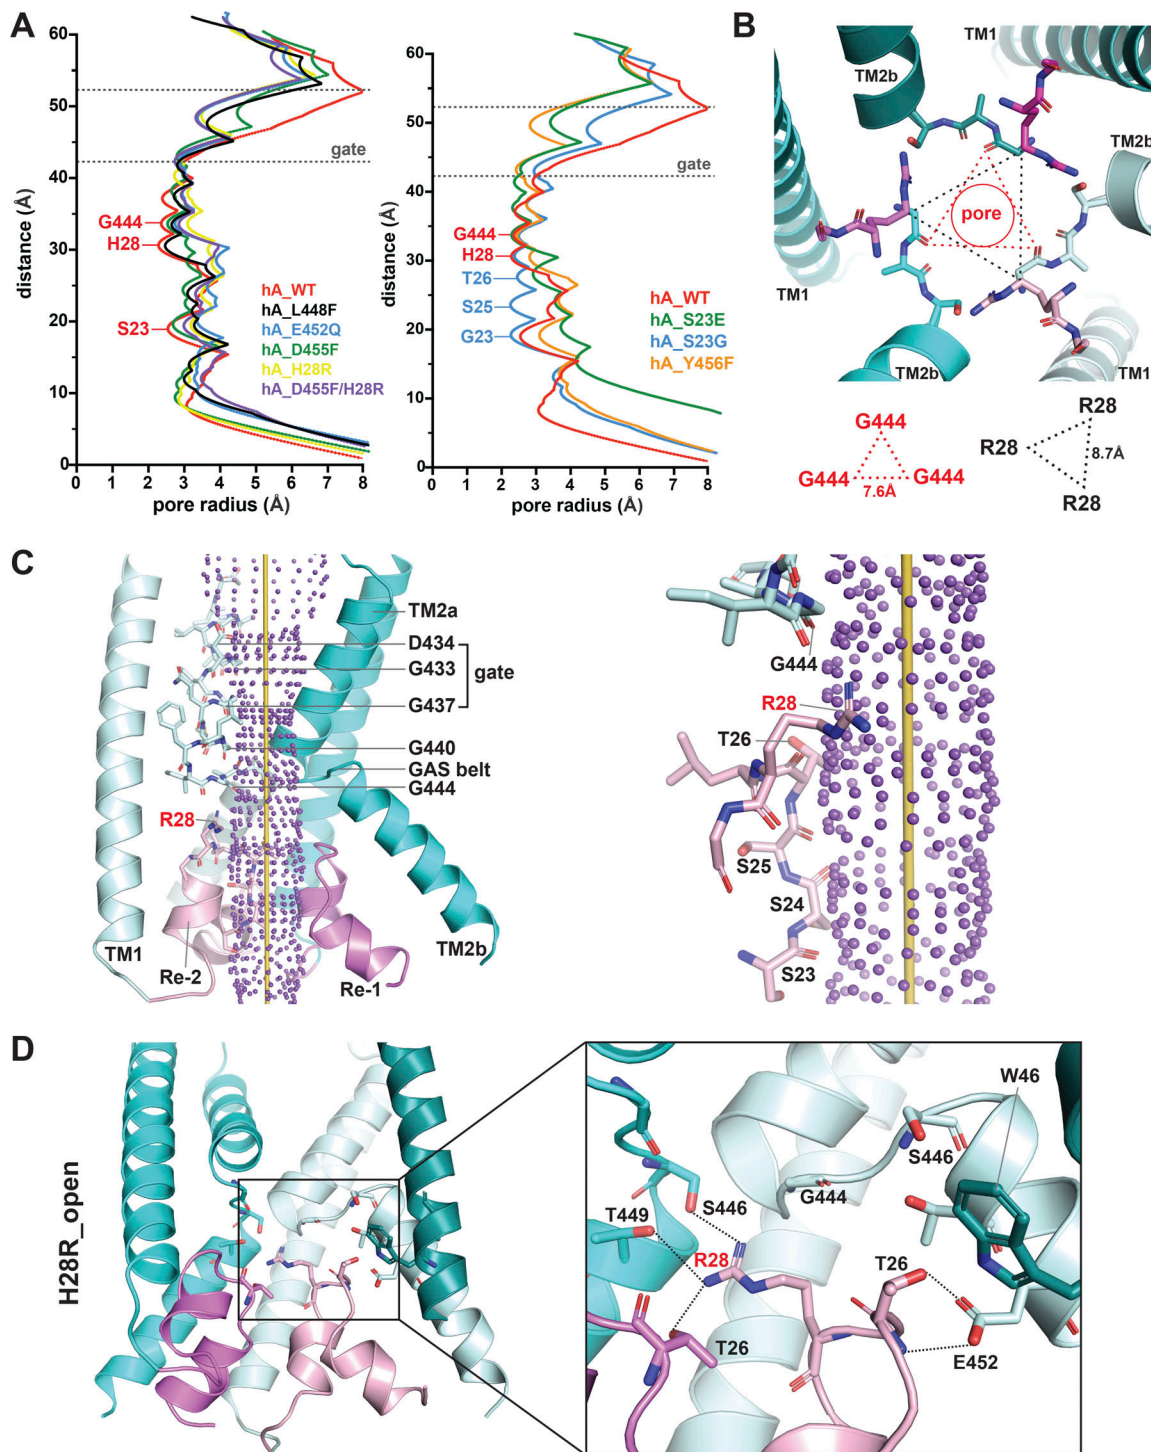 A
60
50
40
30
20
10
0
distance (Å)
0 1 2 3 4 5 6 7 8
pore radius (Å)
gate
G444
H28
S23
hA_WT
hA_L448F
hA_E452Q
hA_D455F
hA_H28R
hA_D455F/H28R
60
50
40
30
20
10
0
distance (Å)
0 1 2 3 4 5 6 7 8
pore radius (Å)
gate
G444
H28
T26
S25
G23
hA_WT
hA_S23E
hA_S23G
hA_Y456F
B
TM1
TM2b
TM2b
pore
TM1
TM2b
TM1
G444
G444
G444
7.6Å
R28
R28
8.7Å
R28
C
TM2a
D434
G433
gate
G437
G440
GAS belt
G444
R28
TM1
Re-2
Re-1
TM2b
G444
R28
T26
S25
S24
S23
D
H28R_open
W46
S446
G444
S446
T449
R28
T26
T26
E452